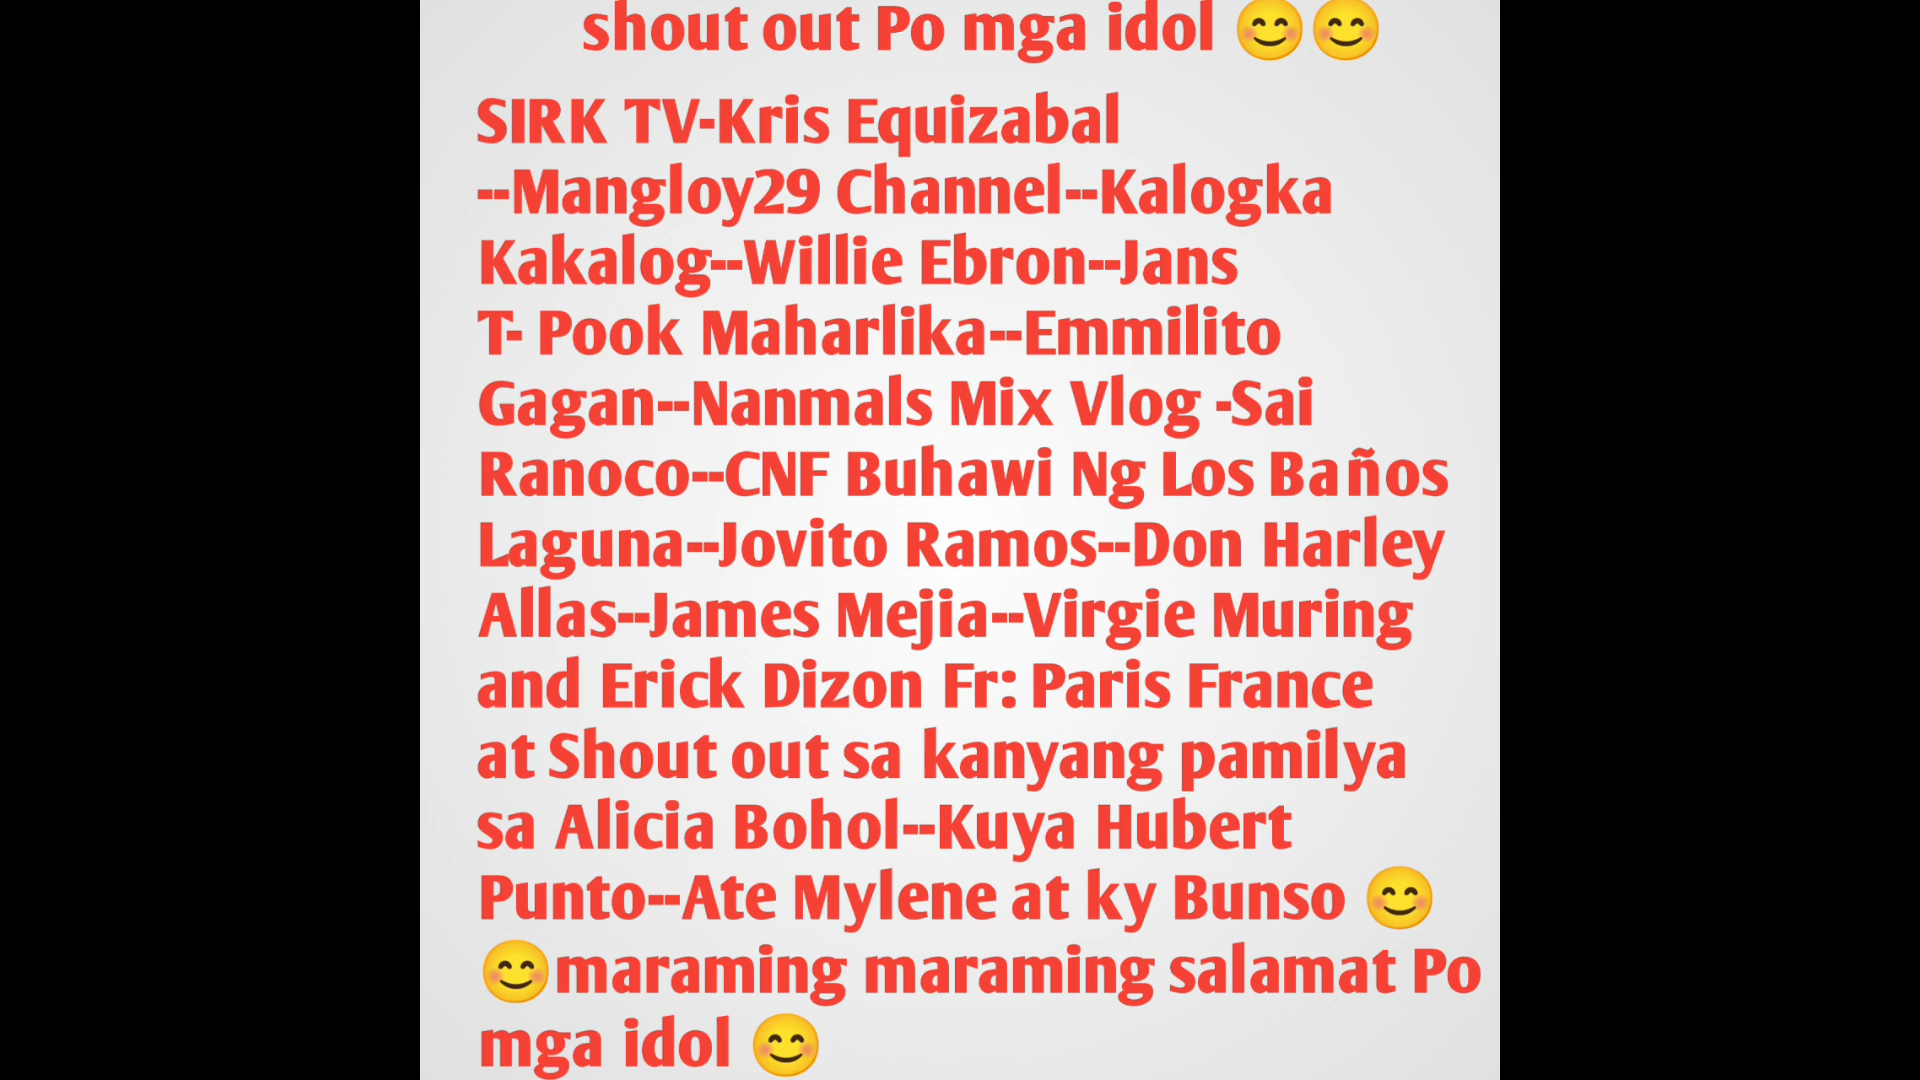 shout out Po mga idol 😊😊
SIRK TV-Kris Equizabal
--Mangloy29 Channel--Kalogka
Kakalog--Willie Ebron--Jans
T- Pook Maharlika--Emmilito
Gagan--Nanmals Mix Vlog -Sai
Ranoco--CNF Buhawi Ng Los Baños
Laguna--Jovito Ramos--Don Harley
Allas--James Mejia--Virgie Muring
and Erick Dizon Fr: Paris France
at Shout out sa kanyang pamilya
sa Alicia Bohol--Kuya Hubert
Punto--Ate Mylene at ky Bunso 😊
😊maraming maraming salamat Po
mga idol 😊